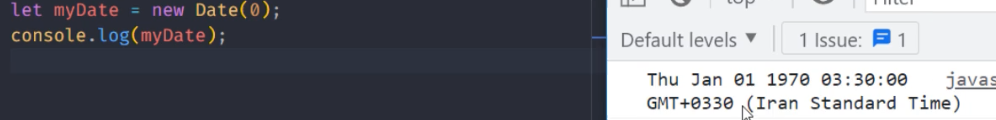 let myDate = new Date(0);
console.log(myDate);
top
Default levels ▼
1 Issue: 1
Thu Jan 01 1970 03:30:00
GMT+0330 (Iran Standard Time)